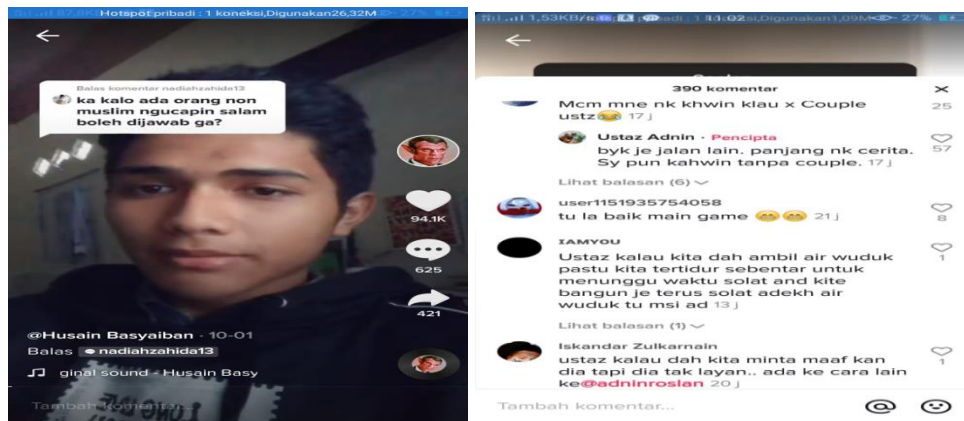 Hotspot pribadi : 1 koneksi,Digunakan26,32M
27%
Balas komentar nadiahzahida13
ka kalo ada orang non
muslim ngucapin salam
boleh dijawab ga?
94.1K
625
421
@Husain Basyaiban · 10-01
Balas nadiahzahida13
ginal sound - Husain Basy
Tambah komentar...
1,53KB/
27%
390 komentar
Mcm mne nk khwin klau x Couple
ustz😂 17 j
25
Ustaz Adnin · Pencipta
byk je jalan lain. panjang nk cerita.
Sy pun kahwin tanpa couple. 17 j
57
Lihat balasan (6)
user1151935754058
tu la baik main game 😁😁 21 j
8
IAMYOU
Ustaz kalau kita dah ambil air wuduk
pastu kita tertidur sebentar untuk
menunggu waktu solat and kite
bangun je terus solat adekh air
wuduk tu msi ad 13 j
1
Lihat balasan (1)
Iskandar Zulkarnain
ustaz kalau dah kita minta maaf kan
dia tapi dia tak layan.. ada ke cara lain
ke@adninroslan 20 j
1
Tambah komentar...